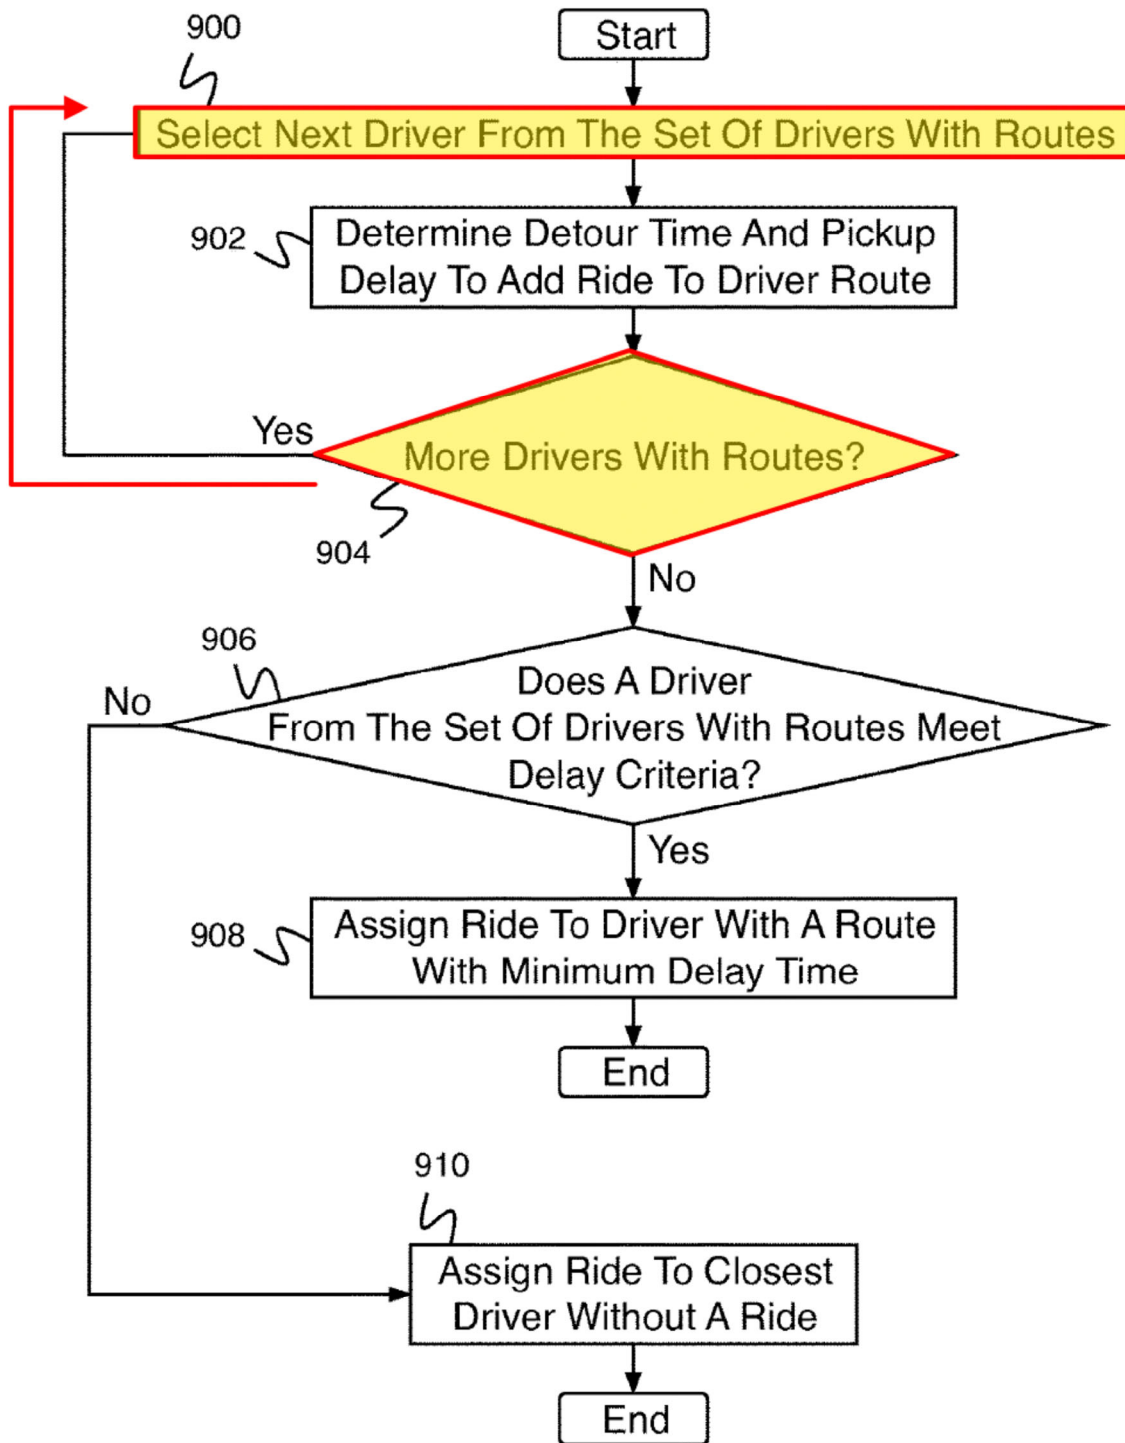 900
Start
Select Next Driver From The Set Of Drivers With Routes
902
Determine Detour Time And Pickup
Delay To Add Ride To Driver Route
Yes
More Drivers With Routes?
904
No
906
No
Does A Driver
From The Set Of Drivers With Routes Meet
Delay Criteria?
Yes
908
Assign Ride To Driver With A Route
With Minimum Delay Time
End
910
Assign Ride To Closest
Driver Without A Ride
End